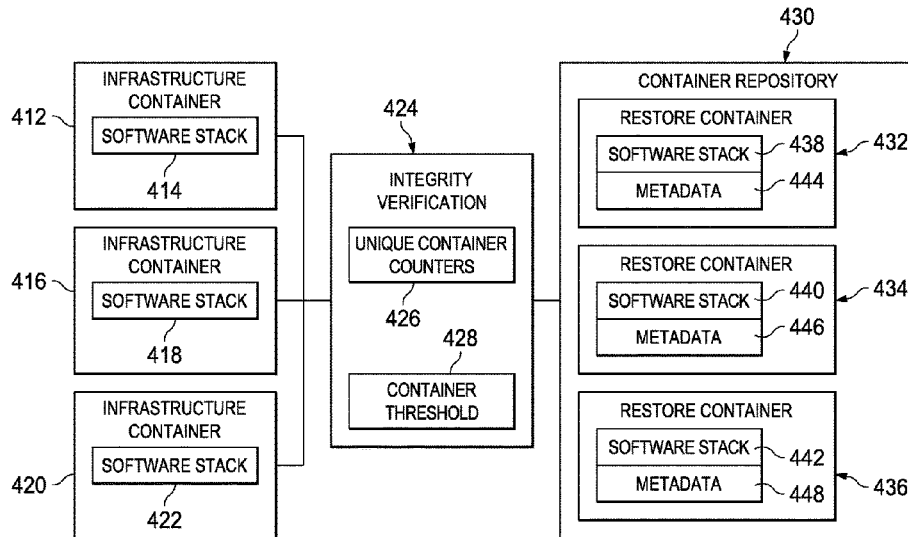 430
INFRASTRUCTURE
CONTAINER
SOFTWARE STACK
412
414
INFRASTRUCTURE
CONTAINER
SOFTWARE STACK
416
418
INFRASTRUCTURE
CONTAINER
SOFTWARE STACK
420
422
424
INTEGRITY
VERIFICATION
UNIQUE CONTAINER
COUNTERS
426
428
CONTAINER
THRESHOLD
CONTAINER REPOSITORY
RESTORE CONTAINER
SOFTWARE STACK
438
432
METADATA
444
RESTORE CONTAINER
SOFTWARE STACK
440
434
METADATA
446
RESTORE CONTAINER
SOFTWARE STACK
442
METADATA
448
436